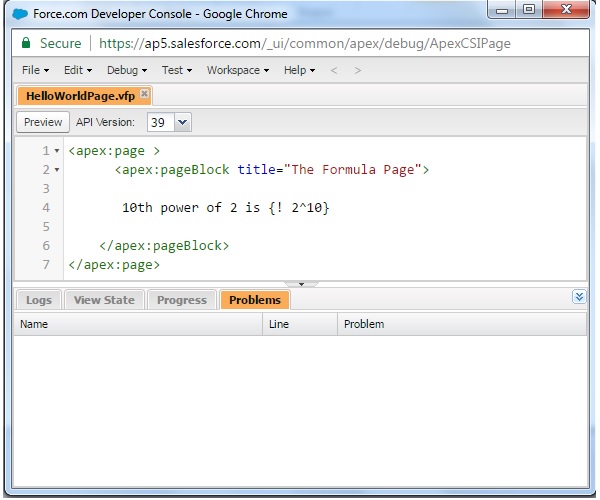 Force.com Developer Console - Google Chrome
Secure https://ap5.salesforce.com/_ui/common/apex/debug/ApexCSIPage
File Edit Debug Test Workspace Help < >
HelloWorldPage.vfp
Preview API Version: 39
1 <apex:page >
2 <apex:pageBlock title="The Formula Page">
3
4 10th power of 2 is {! 2^10}
5
6 </apex:pageBlock>
7 </apex:page>
Logs View State Progress Problems
Name Line Problem